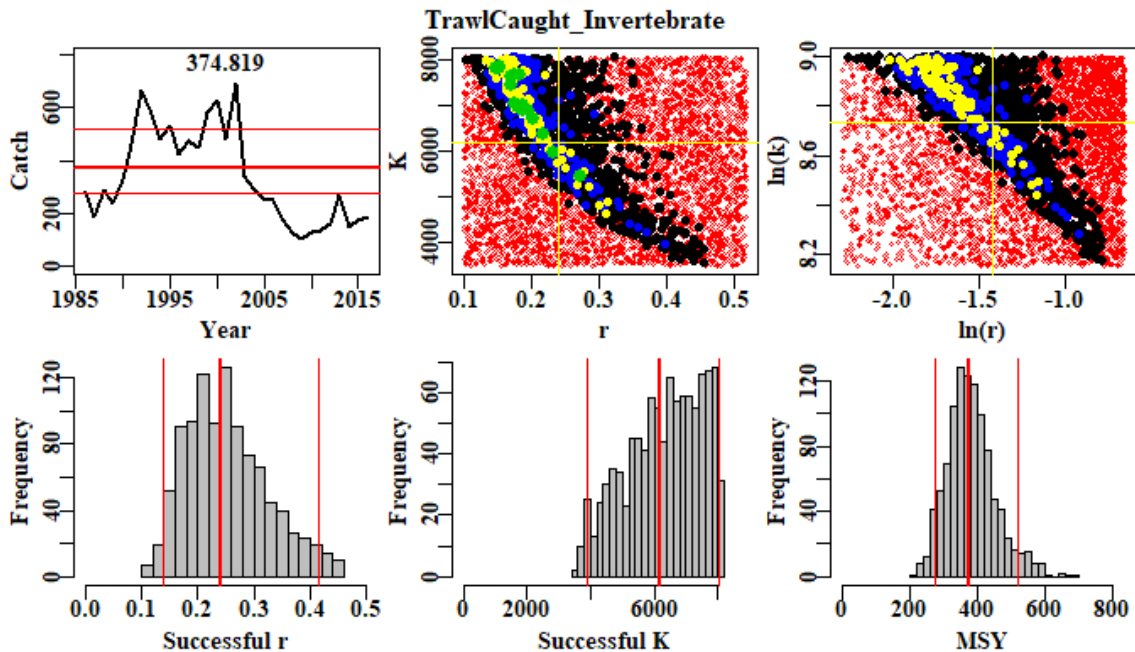 TrawlCaught_Invertebrate
374.819
Catch
0 200 600
1985 1995 2005 2015
Year
K
4000 6000 8000
0.1 0.2 0.3 0.4 0.5
r
ln(k)
8.2 8.6 9.0
-2.0 -1.5 -1.0
ln(r)
Frequency
0 40 80 120
0.0 0.1 0.2 0.3 0.4 0.5
Successful r
Frequency
0 20 40 60
0 2000 6000
Successful K
Frequency
0 40 80 120
0 200 400 600 800
MSY